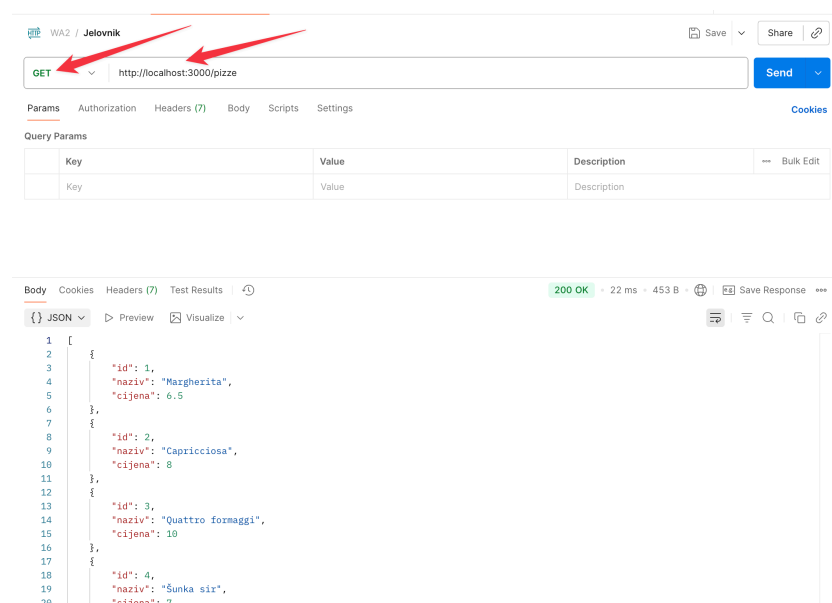 HTTP WA2 / Jelovnik Save Share
GET http://localhost:3000/pizze Send
Params Authorization Headers (7) Body Scripts Settings Cookies
Query Params
Key Value Description Bulk Edit
Key Value Description
Body Cookies Headers (7) Test Results 200 OK 22 ms 453 B Save Response
{} JSON Preview Visualize
1 [
2 {
3 "id": 1,
4 "naziv": "Margherita",
5 "cijena": 6.5
6 },
7 {
8 "id": 2,
9 "naziv": "Capricciosa",
10 "cijena": 8
11 },
12 {
13 "id": 3,
14 "naziv": "Quattro formaggi",
15 "cijena": 10
16 },
17 {
18 "id": 4,
19 "naziv": "Šunka sir",
20 "cijena": 7